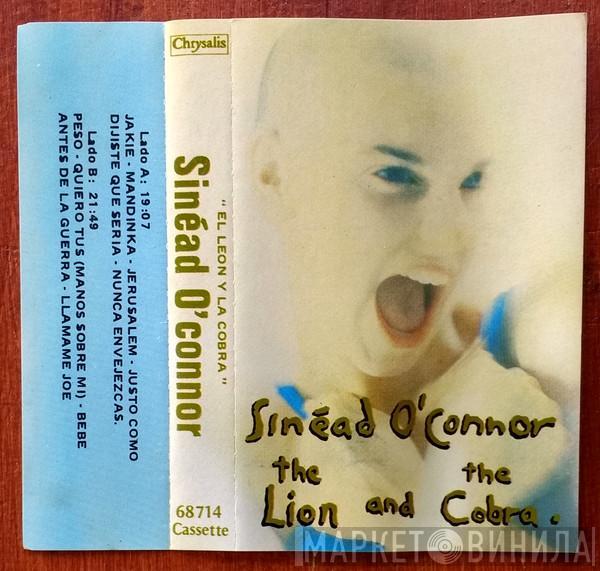 Lado A: 19:07
JAKIE - MANDINKA - JERUSALEM - JUSTO COMO
DIJISTE QUE SERIA - NUNCA ENVEJEZCAS.
Lado B: 21:49
PESO - QUIERO TUS (MANOS SOBRE MI) - BEBE
ANTES DE LA GUERRA - LLAMAME JOE
Chrysalis
" EL LEON Y LA COBRA "
Sinéad O'connor
68714
Cassette
Sinéad O'Connor
the the
Lion and Cobra.
МАРКЕТ ВИНИЛА